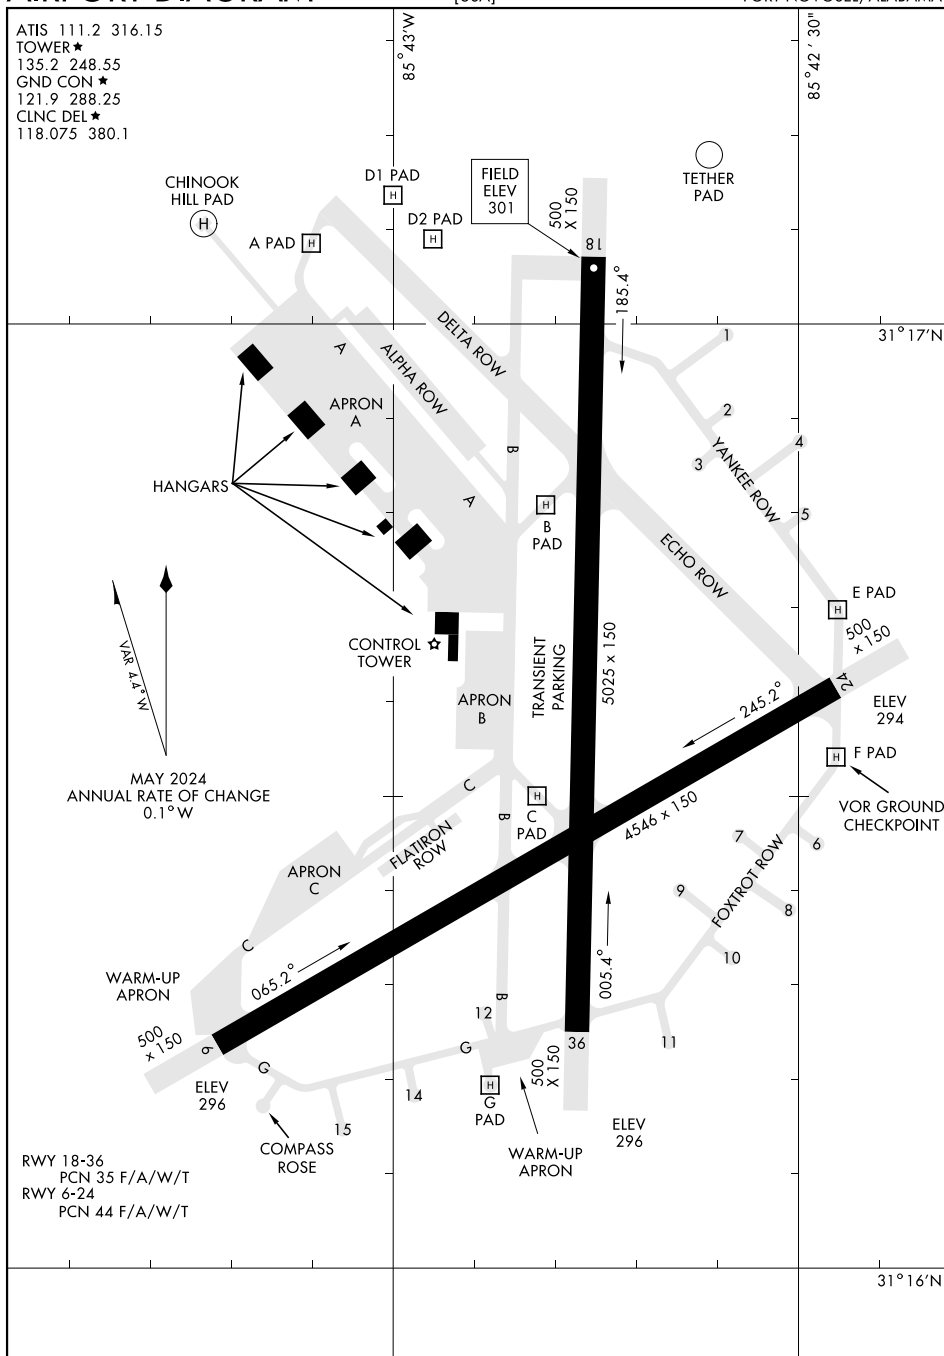 ATIS 111.2 316.15
TOWER★
135.2 248.55
GND CON ★
121.9 288.25
CLNC DEL ★
118.075 380.1
85°43'W
85°42'30"
CHINOOK
HILL PAD
H
A PAD
H
D1 PAD
H
D2 PAD
H
FIELD
ELEV
301
500
X 150
TETHER
PAD
18
185.4°
31°17'N
DELTA ROW
ALPHA ROW
A
APRON
A
A
HANGARS
B
H
B
PAD
1
2
3
4
5
YANKEE ROW
ECHO ROW
H
E PAD
500
x 150
24
ELEV
294
VAR 4.4°W
MAY 2024
ANNUAL RATE OF CHANGE
0.1°W
CONTROL
TOWER
APRON
B
TRANSIENT
PARKING
5025 x 150
245.2°
H
F PAD
VOR GROUND
CHECKPOINT
C
B
H
C
PAD
4546 x 150
FLATIRON
ROW
APRON
C
C
7
6
FOXTROT ROW
9
8
10
11
065.2°
005.4°
WARM-UP
APRON
500
x 150
6
ELEV
296
G
COMPASS
ROSE
15
14
12
B
G
H
G
PAD
500
X 150
36
WARM-UP
APRON
ELEV
296
RWY 18-36
PCN 35 F/A/W/T
RWY 6-24
PCN 44 F/A/W/T
31°16'N